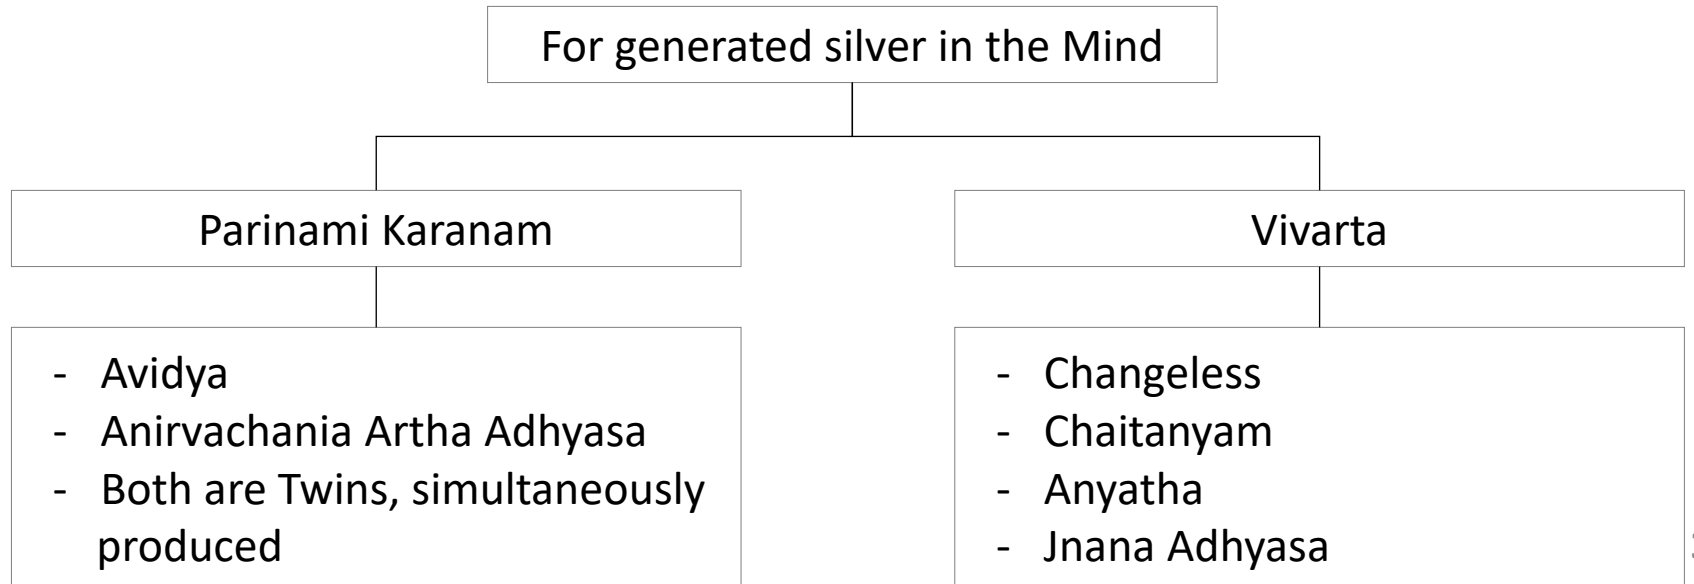 For generated silver in the Mind
Parinami Karanam
Vivarta
- Avidya
- Anirvachania Artha Adhyasa
- Both are Twins, simultaneously
produced
- Changeless
- Chaitanyam
- Anyatha
- Jnana Adhyasa